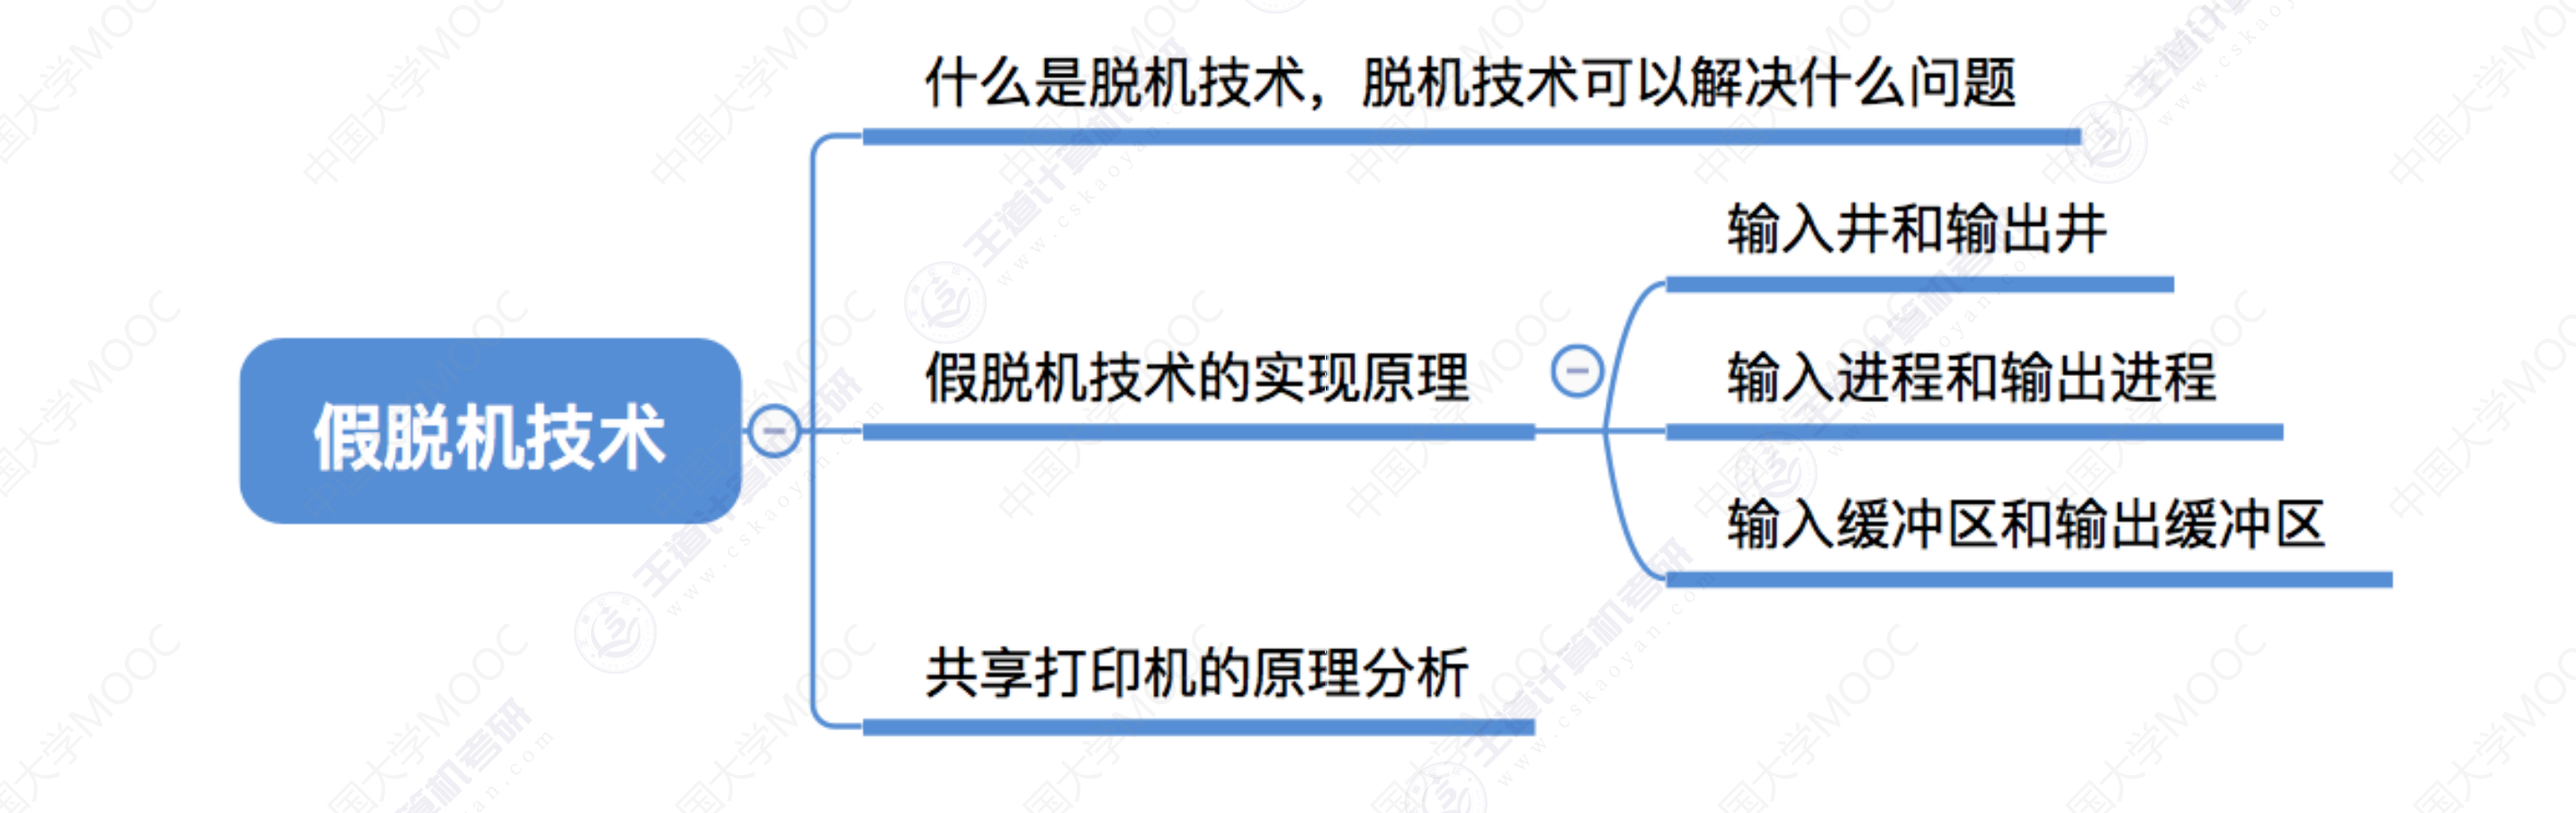 什么是脱机技术，脱机技术可以解决什么问题
输入井和输出井
假脱机技术的实现原理
输入进程和输出进程
假脱机技术
输入缓冲区和输出缓冲区
共享打印机的原理分析
中国大学MOOC
王道计算机考研
www.cskaoyan.com